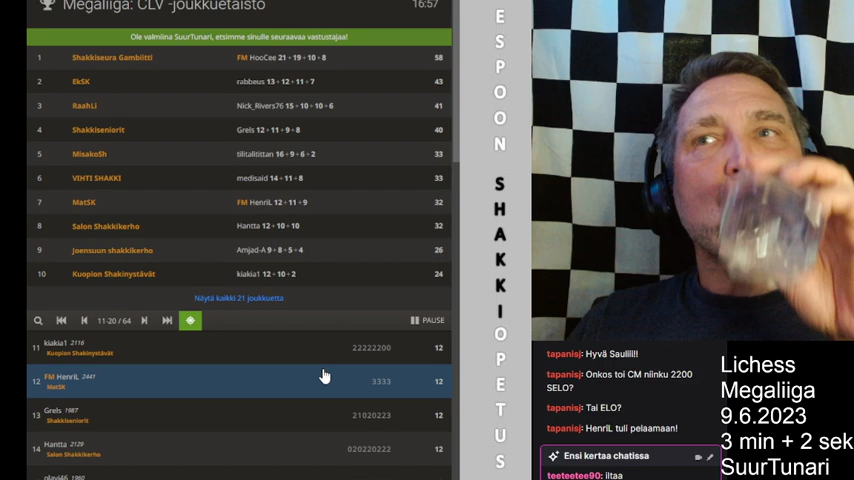 Megaliiga: CLV -joukkuetaisto 16:57
Ole valmiina SuurTunari, etsimme sinulle seuraavaa vastustajaa!
1 Shakkiseura Gambiitti FM HooCee 21 + 19 + 10 + 8 58
2 EkSK rabbeus 13 + 12 + 11 + 7 43
3 RaahLi Nick_Rivers76 15 + 10 + 10 + 6 41
4 Shakkiseniorit Grels 12 + 11 + 9 + 8 40
5 MisakoSh tilitalitittan 16 + 9 + 6 + 2 33
6 VIHTI SHAKKI medisaid 14 + 11 + 8 33
7 MatSK FM HenriL 12 + 11 + 9 32
8 Salon Shakkikerho Hantta 12 + 10 + 10 32
9 Joensuun shakkikerho Amjad-A 9 + 8 + 5 + 4 26
10 Kuopion Shakinystävät kiakia1 12 + 10 + 2 24
Näytä kaikki 21 joukkuetta
11-20 / 64 PAUSE
11 kiakia1 2116 22222200 12
Kuopion Shakinystävät
12 FM HenriL 2441 3333 12
MatSK
13 Grels 1987 21020223 12
Shakkiseniorit
14 Hantta 2129 020220222 12
Salon Shakkikerho
olavi46 1960
ESPOON SHAKKIOPETUS
tapanisj: Hyvä Sauliii!!
tapanisj: Onkos toi CM niinku 2200
SELO?
tapanisj: Tai ELO?
tapanisj: HenriL tuli pelaamaan!
Ensi kertaa chatissa
teeteetee90: iltaa
Lichess
Megaliiga
9.6.2023
3 min + 2 sek
SuurTunari